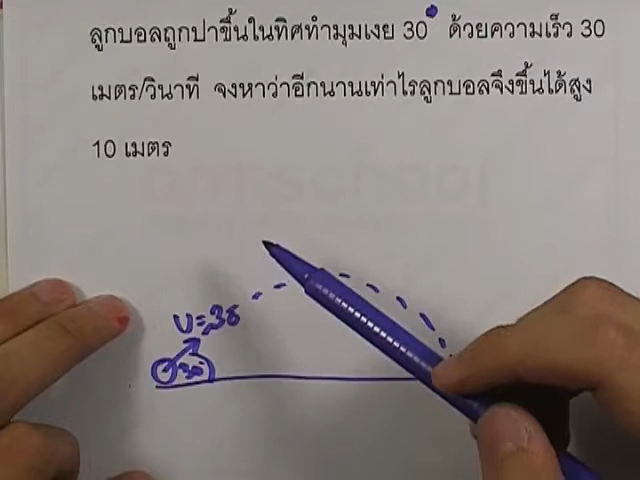 ลูกบอลถูกปาขึ้นในทิศทำมุมเงย 30° ด้วยความเร็ว 30
เมตร/วินาที จงหาว่าอีกนานเท่าไรลูกบอลจึงขึ้นได้สูง
10 เมตร
u=30
30°